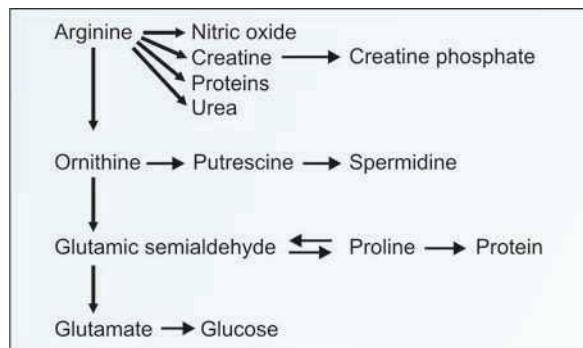 Arginine Nitric oxide
Creatine Creatine phosphate
Proteins
Urea
Ornithine Putrescine Spermidine
Glutamic semialdehyde Proline Protein
Glutamate Glucose